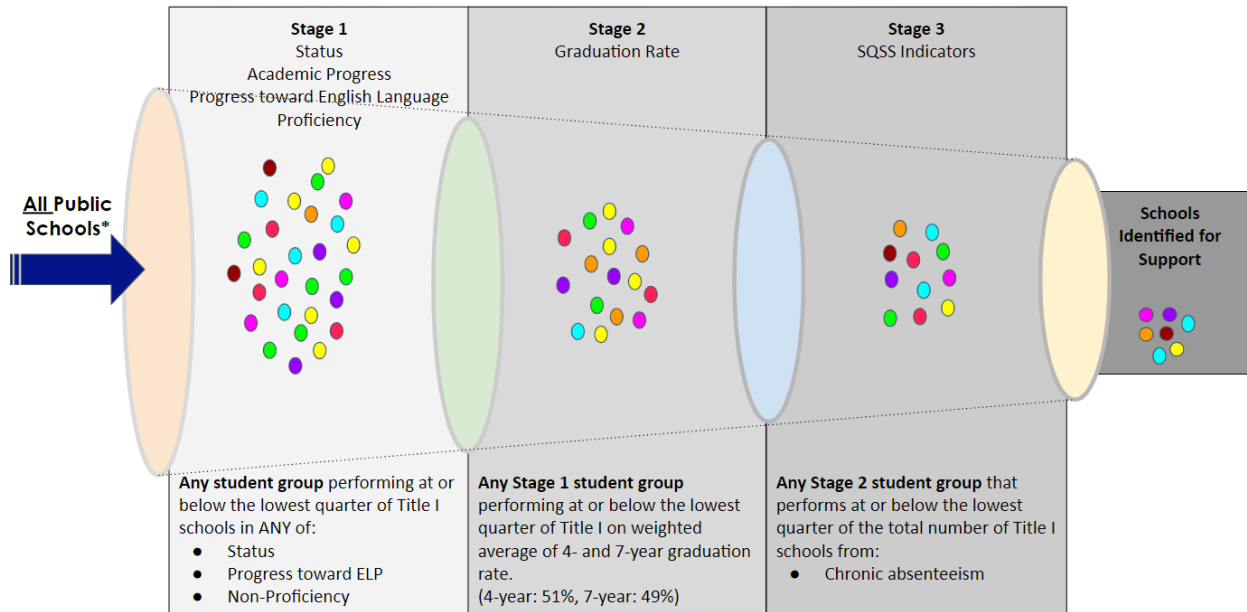 All Public
Schools*
Stage 1
Status
Academic Progress
Progress toward English Language
Proficiency
Any student group performing at or
below the lowest quarter of Title I
schools in ANY of:
● Status
● Progress toward ELP
● Non-Proficiency
Stage 2
Graduation Rate
Any Stage 1 student group
performing at or below the lowest
quarter of Title I on weighted
average of 4- and 7-year graduation
rate.
(4-year: 51%, 7-year: 49%)
Stage 3
SQSS Indicators
Any Stage 2 student group that
performs at or below the lowest
quarter of the total number of Title I
schools from:
● Chronic absenteeism
Schools
Identified for
Support